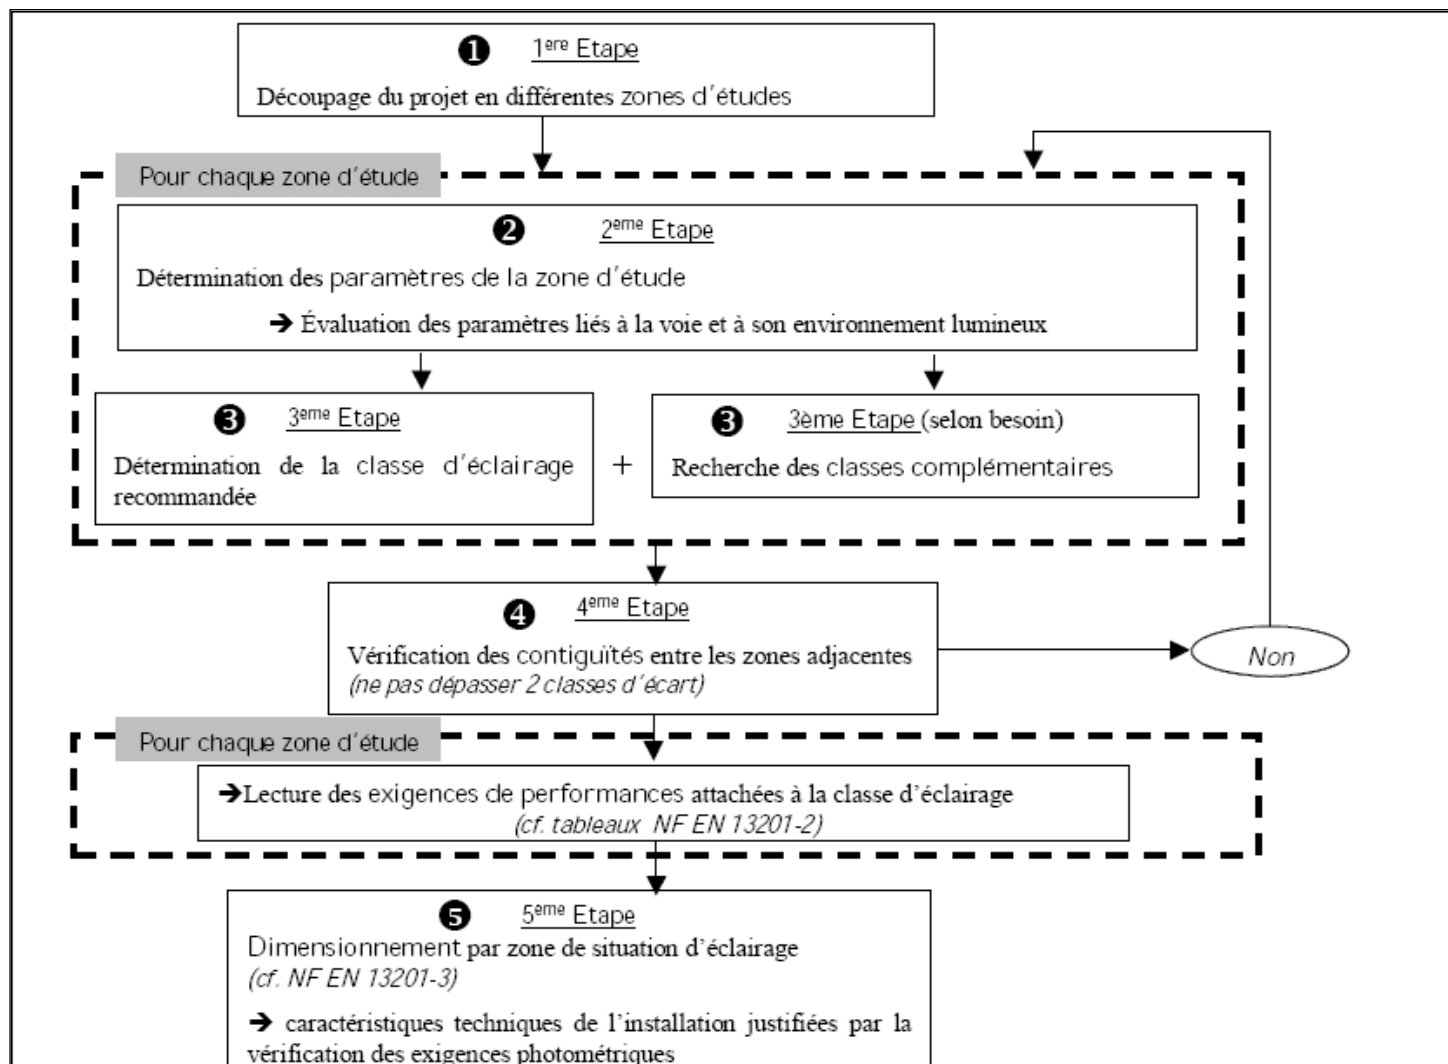 ❶ 1ere Etape
Découpage du projet en différentes zones d'études
Pour chaque zone d'étude
❷ 2eme Etape
Détermination des paramètres de la zone d'étude
➔ Évaluation des paramètres liés à la voie et à son environnement lumineux
❸ 3eme Etape
Détermination de la classe d'éclairage
recommandée
+
❸ 3ème Etape (selon besoin)
Recherche des classes complémentaires
❹ 4eme Etape
Vérification des contiguïtés entre les zones adjacentes
(ne pas dépasser 2 classes d'écart)
Non
Pour chaque zone d'étude
➔Lecture des exigences de performances attachées à la classe d'éclairage
(cf. tableaux NF EN 13201-2)
❺ 5eme Etape
Dimensionnement par zone de situation d'éclairage
(cf. NF EN 13201-3)
➔ caractéristiques techniques de l'installation justifiées par la
vérification des exigences photométriques